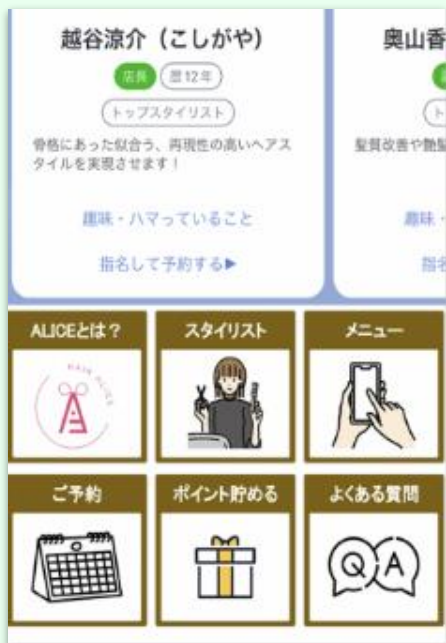 越谷涼介（こしがや）
店長 歴12年
トップスタイリスト
骨格にあった似合う、再現性の高いヘアス
タイルを実現させます！
趣味・ハマっていること
指名して予約する▶
奥山香
ト
髪質改善や艶髪
趣味・
指名
ALICEとは？
スタイリスト
メニュー
HAIR ALICE
ご予約
ポイント貯める
よくある質問
Q A